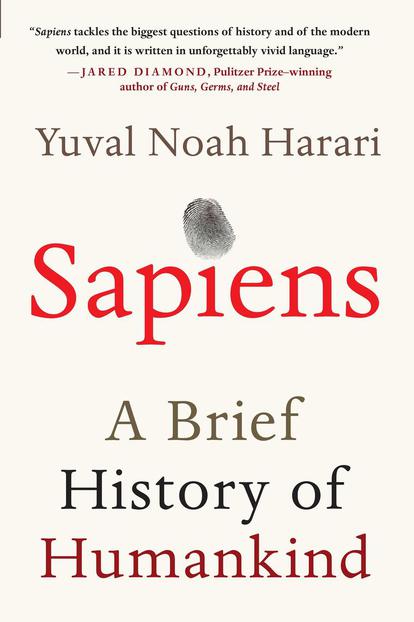 “Sapiens tackles the biggest questions of history and of the modern
world, and it is written in unforgettably vivid language.”
—JARED DIAMOND, Pulitzer Prize–winning
author of Guns, Germs, and Steel
Yuval Noah Harari
Sapiens
A Brief
History of
Humankind